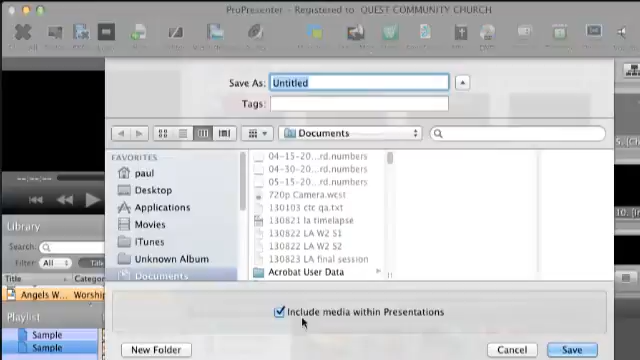 ProPresenter - Registered to QUEST COMMUNITY CHURCH
Save As: Untitled
Tags:
Documents
FAVORITES
paul
Desktop
Applications
Movies
iTunes
Unknown Album
Documents
04-15-20...rd.numbers
04-30-20...rd.numbers
05-15-20...rd.numbers
720p Camera.wcst
130103 ctc qa.txt
130821 la timelapse
130822 LA W2 S1
130822 LA W2 S2
130823 LA final session
Acrobat User Data
Library
Search:
Filter: All
Title
Categor
Angels W... Worship
Playlist
Sample
Sample
Include media within Presentations
New Folder
Cancel
Save